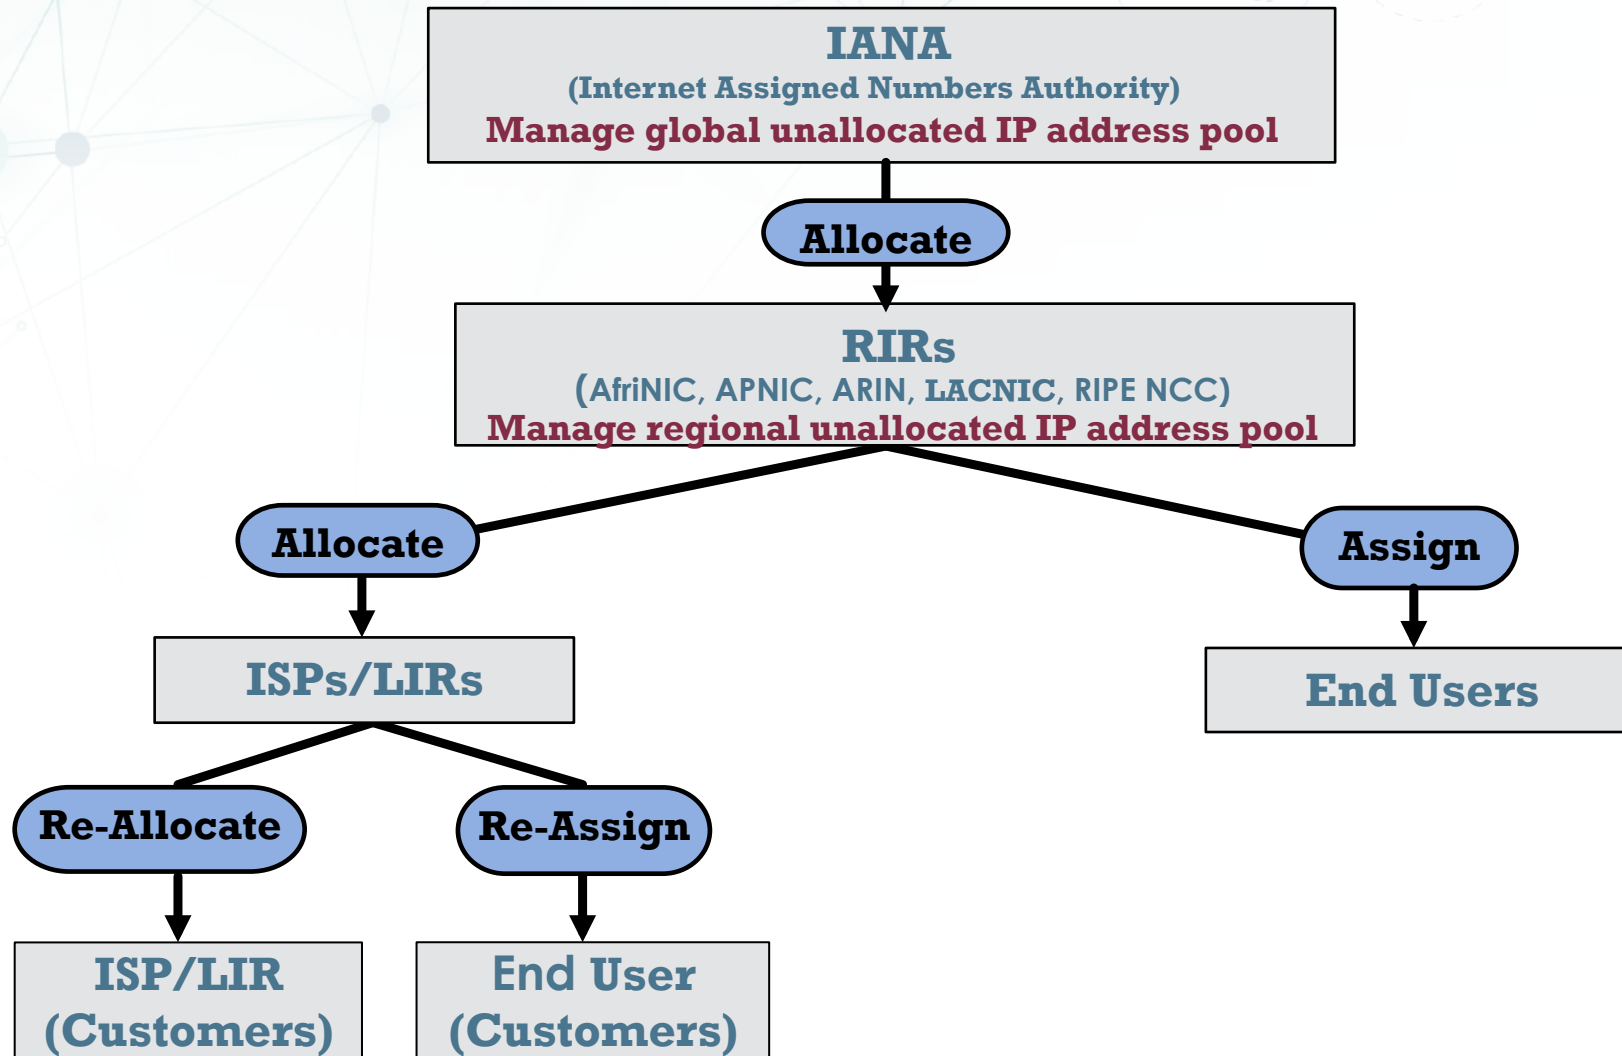 IANA
(Internet Assigned Numbers Authority)
Manage global unallocated IP address pool
Allocate
RIRs
(AfriNIC, APNIC, ARIN, LACNIC, RIPE NCC)
Manage regional unallocated IP address pool
Allocate
Assign
ISPs/LIRs
End Users
Re-Allocate
Re-Assign
ISP/LIR
(Customers)
End User
(Customers)